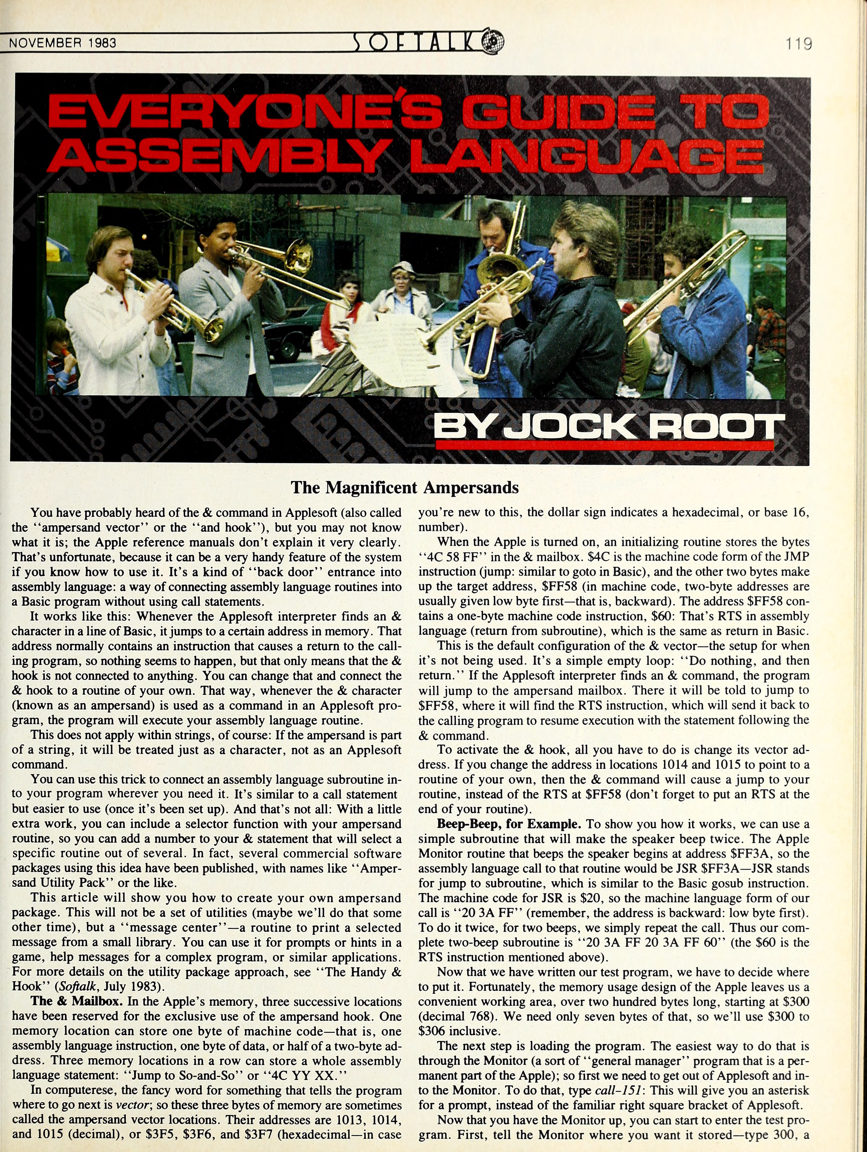 NOVEMBER 1983
SOFTALK
119
EVERYONE'S GUIDE TO
ASSEMBLY LANGUAGE
BY JOCK ROOT
The Magnificent Ampersands
You have probably heard of the & command in Applesoft (also called
the "ampersand vector" or the "and hook"), but you may not know
what it is; the Apple reference manuals don't explain it very clearly.
That's unfortunate, because it can be a very handy feature of the system
if you know how to use it. It's a kind of "back door" entrance into
assembly language: a way of connecting assembly language routines into
a Basic program without using call statements.
It works like this: Whenever the Applesoft interpreter finds an &
character in a line of Basic, it jumps to a certain address in memory. That
address normally contains an instruction that causes a return to the call-
ing program, so nothing seems to happen, but that only means that the &
hook is not connected to anything. You can change that and connect the
& hook to a routine of your own. That way, whenever the & character
(known as an ampersand) is used as a command in an Applesoft pro-
gram, the program will execute your assembly language routine.
This does not apply within strings, of course: If the ampersand is part
of a string, it will be treated just as a character, not as an Applesoft
command.
You can use this trick to connect an assembly language subroutine in-
to your program wherever you need it. It's similar to a call statement
but easier to use (once it's been set up). And that's not all: With a little
extra work, you can include a selector function with your ampersand
routine, so you can add a number to your & statement that will select a
specific routine out of several. In fact, several commercial software
packages using this idea have been published, with names like "Amper-
sand Utility Pack" or the like.
This article will show you how to create your own ampersand
package. This will not be a set of utilities (maybe we'll do that some
other time), but a "message center"—a routine to print a selected
message from a small library. You can use it for prompts or hints in a
game, help messages for a complex program, or similar applications.
For more details on the utility package approach, see "The Handy &
Hook" (Softalk, July 1983).
The & Mailbox. In the Apple's memory, three successive locations
have been reserved for the exclusive use of the ampersand hook. One
memory location can store one byte of machine code—that is, one
assembly language instruction, one byte of data, or half of a two-byte ad-
dress. Three memory locations in a row can store a whole assembly
language statement: "Jump to So-and-So" or "4C YY XX."
In computerese, the fancy word for something that tells the program
where to go next is vector; so these three bytes of memory are sometimes
called the ampersand vector locations. Their addresses are 1013, 1014,
and 1015 (decimal), or $3F5, $3F6, and $3F7 (hexadecimal—in case
you're new to this, the dollar sign indicates a hexadecimal, or base 16,
number).
When the Apple is turned on, an initializing routine stores the bytes
"4C 58 FF" in the & mailbox. $4C is the machine code form of the JMP
instruction (jump: similar to goto in Basic), and the other two bytes make
up the target address, $FF58 (in machine code, two-byte addresses are
usually given low byte first—that is, backward). The address $FF58 con-
tains a one-byte machine code instruction, $60: That's RTS in assembly
language (return from subroutine), which is the same as return in Basic.
This is the default configuration of the & vector—the setup for when
it's not being used. It's a simple empty loop: "Do nothing, and then
return." If the Applesoft interpreter finds an & command, the program
will jump to the ampersand mailbox. There it will be told to jump to
$FF58, where it will find the RTS instruction, which will send it back to
the calling program to resume execution with the statement following the
& command.
To activate the & hook, all you have to do is change its vector ad-
dress. If you change the address in locations 1014 and 1015 to point to a
routine of your own, then the & command will cause a jump to your
routine, instead of the RTS at $FF58 (don't forget to put an RTS at the
end of your routine).
Beep-Beep, for Example. To show you how it works, we can use a
simple subroutine that will make the speaker beep twice. The Apple
Monitor routine that beeps the speaker begins at address $FF3A, so the
assembly language call to that routine would be JSR $FF3A—JSR stands
for jump to subroutine, which is similar to the Basic gosub instruction.
The machine code for JSR is $20, so the machine language form of our
call is "20 3A FF" (remember, the address is backward: low byte first).
To do it twice, for two beeps, we simply repeat the call. Thus our com-
plete two-beep subroutine is "20 3A FF 20 3A FF 60" (the $60 is the
RTS instruction mentioned above).
Now that we have written our test program, we have to decide where
to put it. Fortunately, the memory usage design of the Apple leaves us a
convenient working area, over two hundred bytes long, starting at $300
(decimal 768). We need only seven bytes of that, so we'll use $300 to
$306 inclusive.
The next step is loading the program. The easiest way to do that is
through the Monitor (a sort of "general manager" program that is a per-
manent part of the Apple); so first we need to get out of Applesoft and in-
to the Monitor. To do that, type call-151: This will give you an asterisk
for a prompt, instead of the familiar right square bracket of Applesoft.
Now that you have the Monitor up, you can start to enter the test pro-
gram. First, tell the Monitor where you want it stored—type 300, a